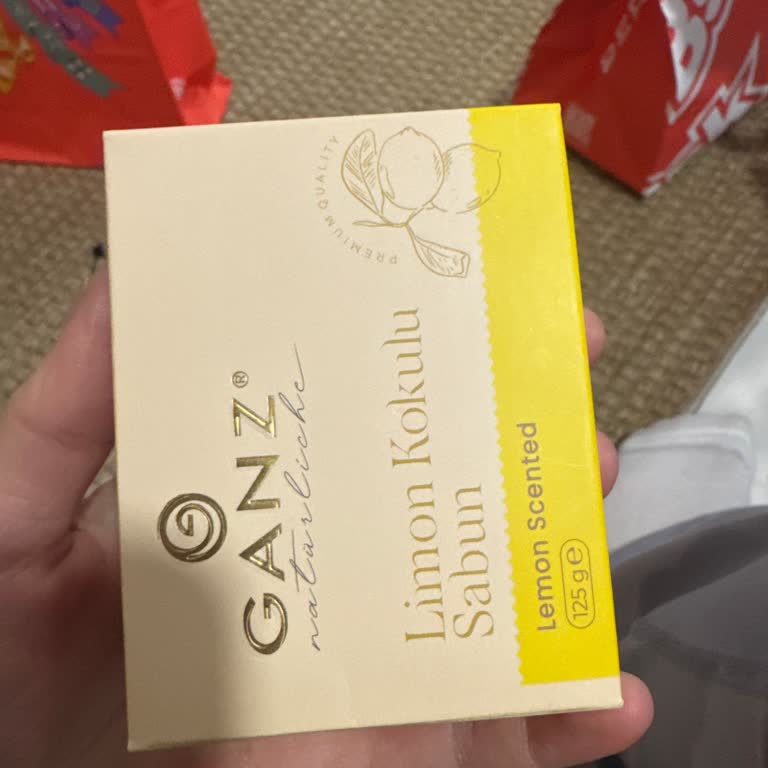 GANZ®
natürliche
PREMIUM QUALITY
Limon Kokulu
Sabun
Lemon Scented
125 g ℮